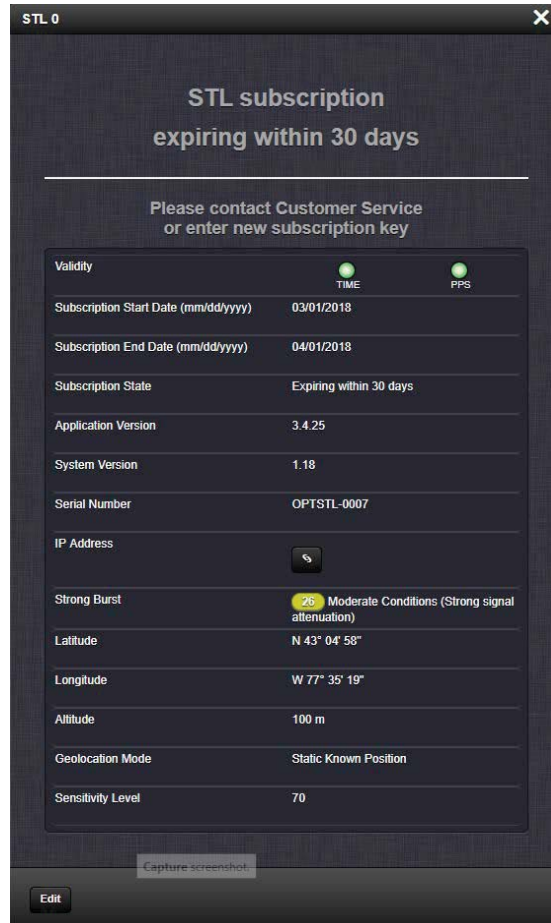 STL 0
STL subscription
expiring within 30 days
Please contact Customer Service
or enter new subscription key
Validity
TIME PPS
Subscription Start Date (mm/dd/yyyy) 03/01/2018
Subscription End Date (mm/dd/yyyy) 04/01/2018
Subscription State Expiring within 30 days
Application Version 3.4.25
System Version 1.18
Serial Number OPTSTL-0007
IP Address
Strong Burst 26 Moderate Conditions (Strong signal
attenuation)
Latitude N 43° 04' 58"
Longitude W 77° 35' 19"
Altitude 100 m
Geolocation Mode Static Known Position
Sensitivity Level 70
Capture screenshot.
Edit